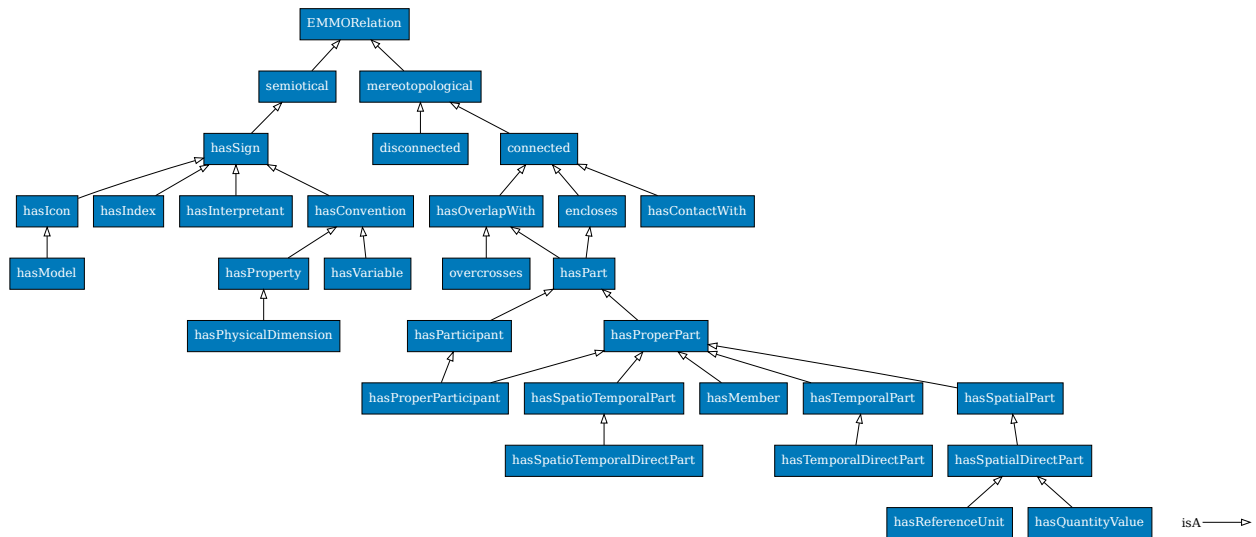 EMMORelation
semiotical
mereotopological
hasSign
disconnected
connected
hasIcon
hasIndex
hasInterpretant
hasConvention
hasOverlapWith
encloses
hasContactWith
hasModel
hasProperty
hasVariable
overcrosses
hasPart
hasPhysicalDimension
hasParticipant
hasProperPart
hasProperParticipant
hasSpatioTemporalPart
hasMember
hasTemporalPart
hasSpatialPart
hasSpatioTemporalDirectPart
hasTemporalDirectPart
hasSpatialDirectPart
hasReferenceUnit
hasQuantityValue
isA